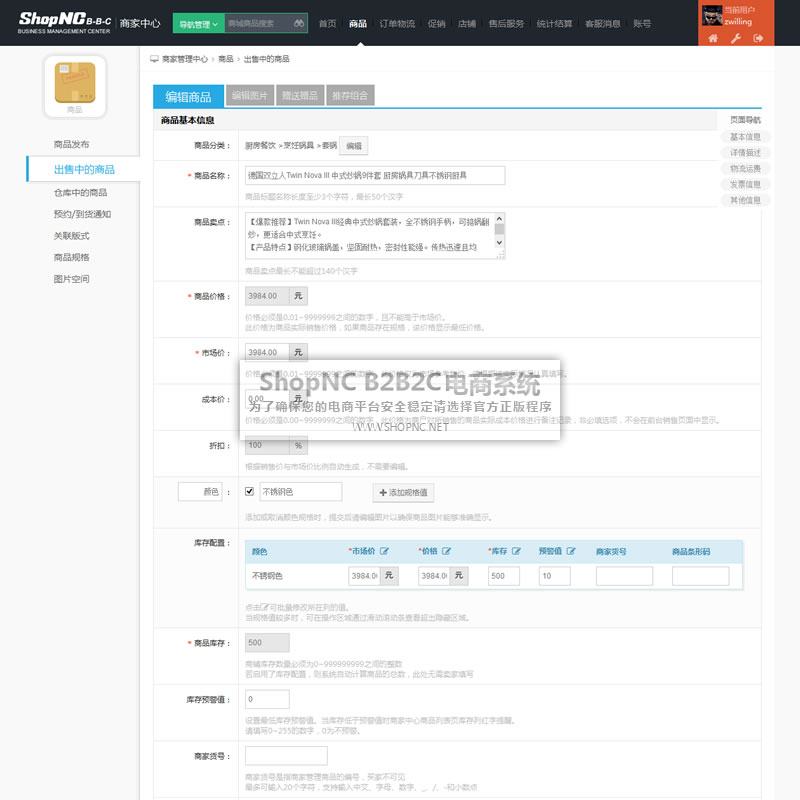 ShopNC B-B-C 商家中心
BUSINESS MANAGEMENT CENTER
导航管理 商城商品搜索
首页 商品 订单物流 促销 店铺 售后服务 统计结算 客服消息 账号
当前用户
zwilling
商品
商品发布
出售中的商品
仓库中的商品
预约/到货通知
关联版式
商品规格
图片空间
商家管理中心 › 商品 › 出售中的商品
编辑商品 编辑图片 赠送赠品 推荐组合
商品基本信息
页面导航
基本信息
详情描述
物流运费
发票信息
其他信息
商品分类： 厨房餐饮 >烹饪锅具 >套锅 编辑
* 商品名称： 德国双立人Twin Nova III 中式炒锅9件套 厨房锅具刀具不锈钢厨具
商品标题名称长度至少3个字符，最长50个汉字
商品卖点： 【爆款推荐】Twin Nova III经典中式炒锅套装，全不锈钢手柄，可猛锅翻
炒，更适合中式烹饪。
【产品特点】钢化玻璃锅盖，坚固耐热，密封性能强。传热迅速且均
商品卖点最长不能超过140个汉字
* 商品价格： 3984.00 元
价格必须是0.01~9999999之间的数字，且不能高于市场价。
此价格为商品实际销售价格，如果商品存在规格，该价格显示最低价格。
* 市场价： 3984.00 元
价格必须是0.01~9999999之间的数字
ShopNC B2B2C电商系统
为了确保您的电商平台安全稳定请选择官方正版程序
WWW.SHOPNC.NET
成本价： 0.00 元
价格必须是0.00~9999999之间的数字，此价格为商户对所销售的商品实际成本价格进行备注记录，非必填选项，不会在前台销售页面中显示。
折扣： 100 %
根据销售价与市场价比例自动生成，不需要编辑。
颜色 ： 不锈钢色 添加规格值
添加或取消颜色规格时，提交后请编辑图片以确保商品图片能够准确显示。
库存配置：
颜色 *市场价 *价格 *库存 预警值 商家货号 商品条形码
不锈钢色 3984.0 元 3984.0 元 500 10
点击可批量修改所在列的值。
当规格值较多时，可在操作区域通过滑动滚动条查看超出隐藏区域。
* 商品库存： 500
商铺库存数量必须为0~999999999之间的整数
若启用了库存配置，则系统自动计算商品的总数，此处无需卖家填写
库存预警值： 0
设置最低库存预警值。当库存低于预警值时商家中心商品列表页库存列红字提醒。
请填写0~255的数字，0为不预警。
商家货号：
商家货号是指商家管理商品的编号，买家不可见
最多可输入20个字符，支持输入中文、字母、数字、_、/、-和小数点